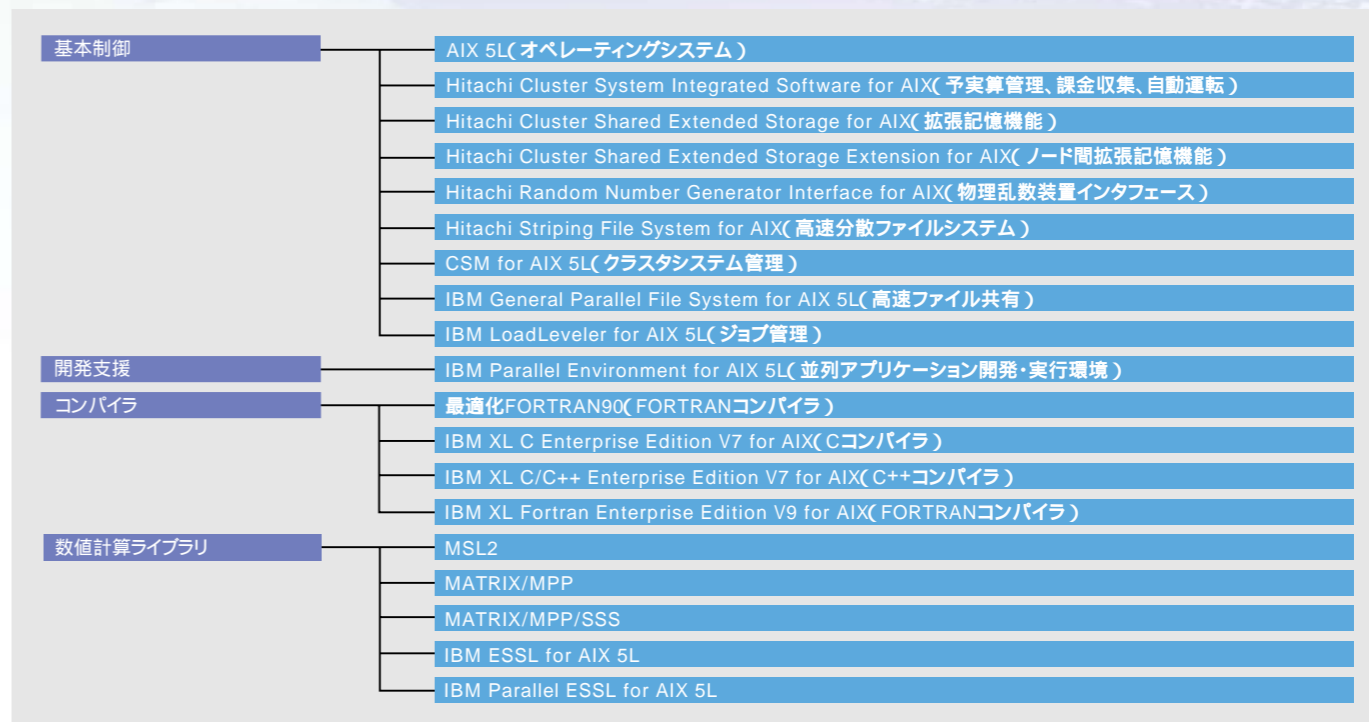 基本制御
AIX 5L(オペレーティングシステム)
Hitachi Cluster System Integrated Software for AIX(予実算管理、課金収集、自動運転)
Hitachi Cluster Shared Extended Storage for AIX(拡張記憶機能)
Hitachi Cluster Shared Extended Storage Extension for AIX(ノード間拡張記憶機能)
Hitachi Random Number Generator Interface for AIX(物理乱数装置インタフェース)
Hitachi Striping File System for AIX(高速分散ファイルシステム)
CSM for AIX 5L(クラスタシステム管理)
IBM General Parallel File System for AIX 5L(高速ファイル共有)
IBM LoadLeveler for AIX 5L(ジョブ管理)
開発支援
IBM Parallel Environment for AIX 5L(並列アプリケーション開発・実行環境)
コンパイラ
最適化FORTRAN90(FORTRANコンパイラ)
IBM XL C Enterprise Edition V7 for AIX(Cコンパイラ)
IBM XL C/C++ Enterprise Edition V7 for AIX(C++コンパイラ)
IBM XL Fortran Enterprise Edition V9 for AIX(FORTRANコンパイラ)
数値計算ライブラリ
MSL2
MATRIX/MPP
MATRIX/MPP/SSS
IBM ESSL for AIX 5L
IBM Parallel ESSL for AIX 5L